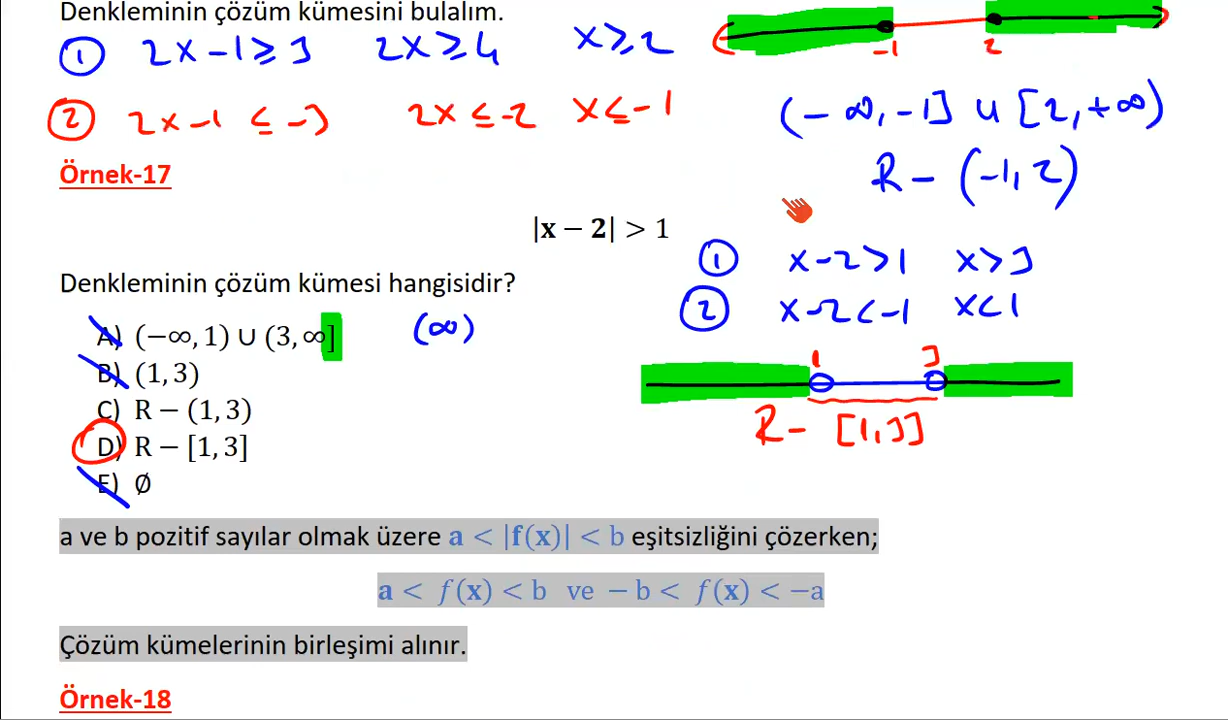 Denkleminin çözüm kümesini bulalım.
① 2x-1≥3 2x≥4 x≥2
-1 2
② 2x-1≤-3 2x≤-2 x≤-1
(-∞,-1] ∪ [2,+∞)
R-(-1,2)
Örnek-17
|x − 2| > 1
① x-2>1 x>3
Denkleminin çözüm kümesi hangisidir?
② x-2<-1 x<1
A) (−∞, 1) ∪ (3, ∞]
(∞)
B) (1, 3)
1 3
C) R − (1, 3)
R-[1,3]
D) R − [1, 3]
E) Ø
a ve b pozitif sayılar olmak üzere a < |f(x)| < b eşitsizliğini çözerken;
a < f(x) < b ve − b < f(x) < −a
Çözüm kümelerinin birleşimi alınır.
Örnek-18